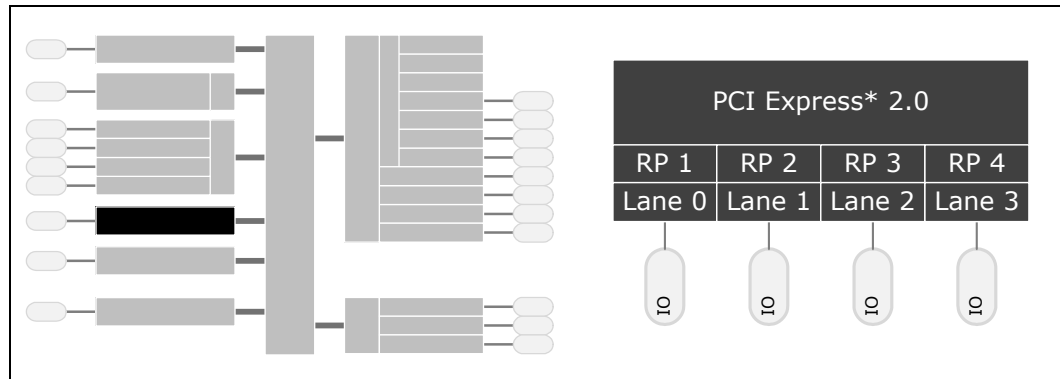 PCI Express* 2.0
RP 1 RP 2 RP 3 RP 4
Lane 0 Lane 1 Lane 2 Lane 3
IO IO IO IO